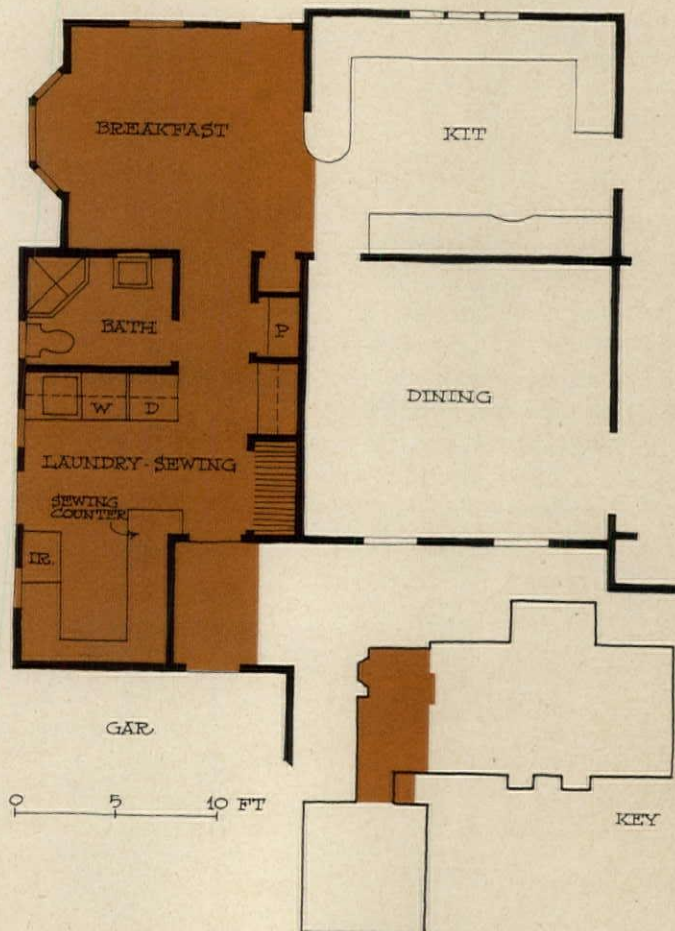 BREAKFAST
KIT
BATH
P
W D
DINING
LAUNDRY-SEWING
SEWING
COUNTER
IR.
GAR
0 5 10 FT
KEY